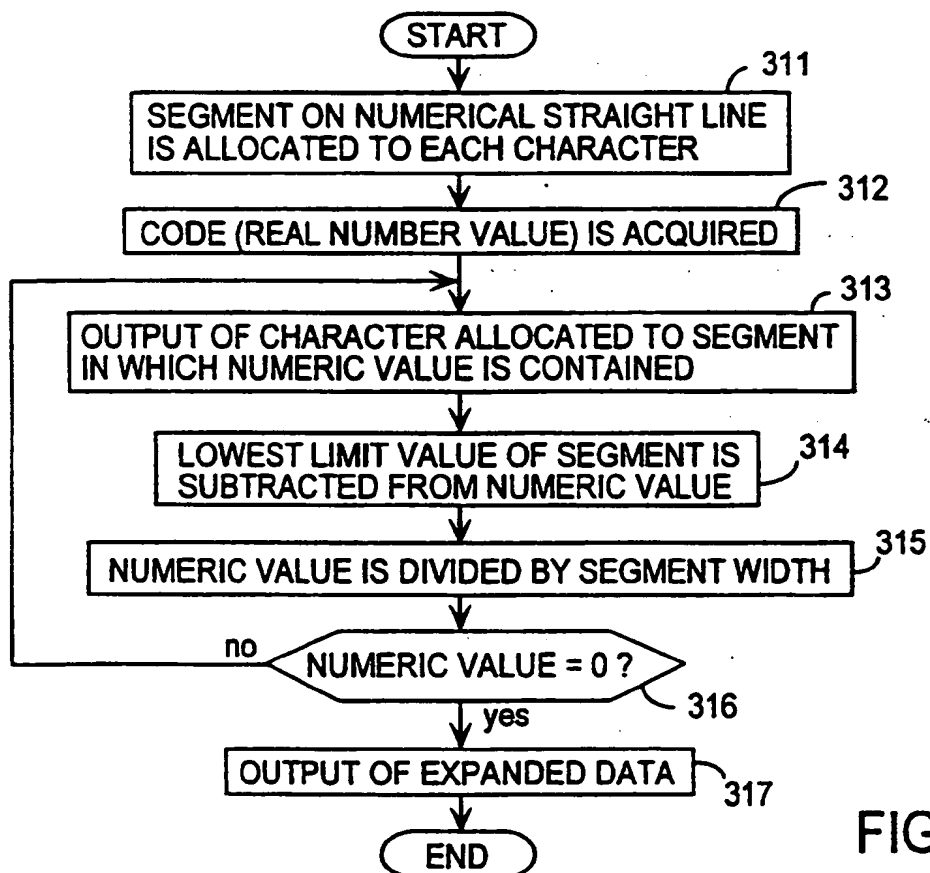 START
311
SEGMENT ON NUMERICAL STRAIGHT LINE
IS ALLOCATED TO EACH CHARACTER
312
CODE (REAL NUMBER VALUE) IS ACQUIRED
313
OUTPUT OF CHARACTER ALLOCATED TO SEGMENT
IN WHICH NUMERIC VALUE IS CONTAINED
LOWEST LIMIT VALUE OF SEGMENT IS
SUBTRACTED FROM NUMERIC VALUE
314
315
NUMERIC VALUE IS DIVIDED BY SEGMENT WIDTH
no
NUMERIC VALUE = 0 ?
316
yes
OUTPUT OF EXPANDED DATA
317
FIG
END